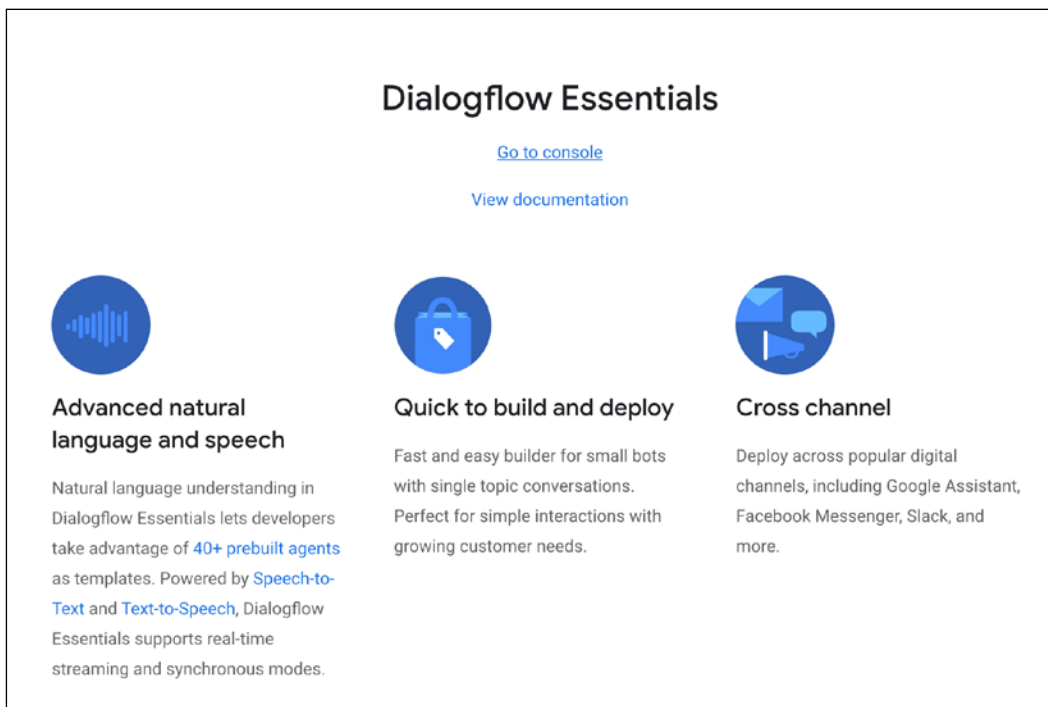 Dialogflow Essentials
Go to console
View documentation
Advanced natural
language and speech
Natural language understanding in
Dialogflow Essentials lets developers
take advantage of 40+ prebuilt agents
as templates. Powered by Speech-to-
Text and Text-to-Speech, Dialogflow
Essentials supports real-time
streaming and synchronous modes.
Quick to build and deploy
Fast and easy builder for small bots
with single topic conversations.
Perfect for simple interactions with
growing customer needs.
Cross channel
Deploy across popular digital
channels, including Google Assistant,
Facebook Messenger, Slack, and
more.